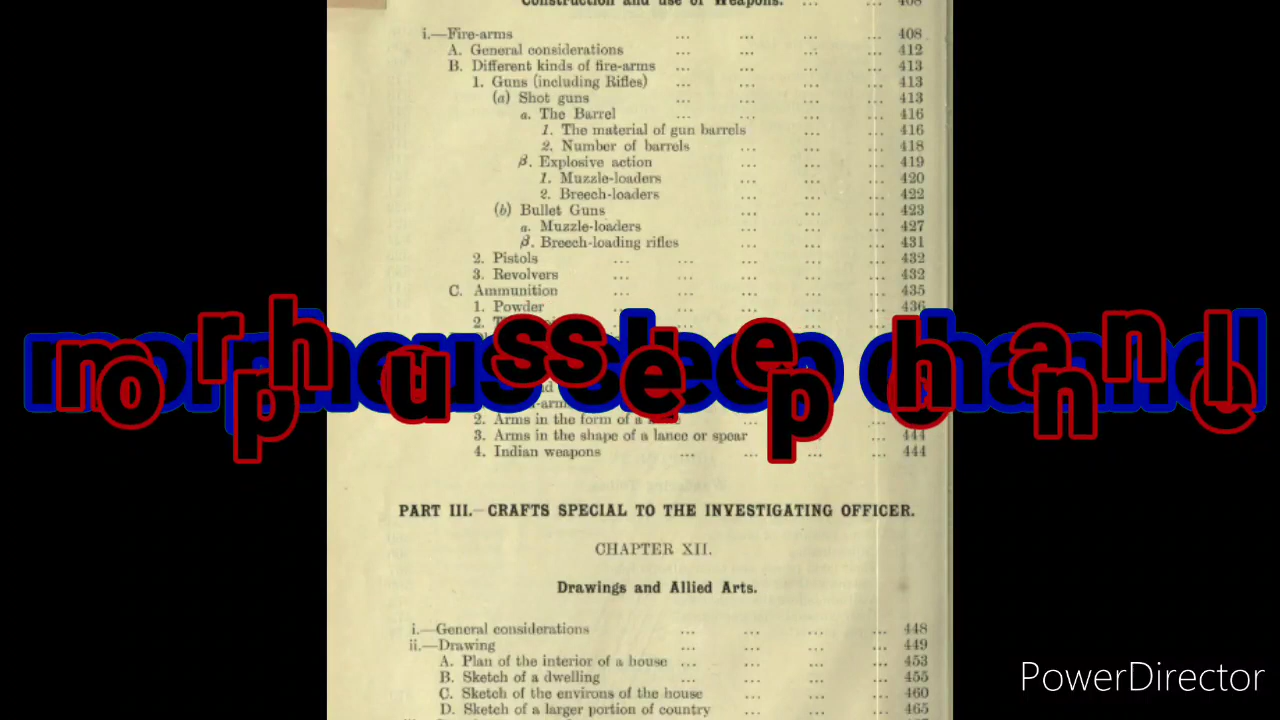 Construction and use of Weapons. ... ... 408
i.—Fire-arms ... ... ... ... 408
A. General considerations ... ... ... ... 412
B. Different kinds of fire-arms ... ... ... ... 413
1. Guns (including Rifles) ... ... ... ... 413
(a) Shot guns ... ... ... ... 413
a. The Barrel ... ... ... ... 416
1. The material of gun barrels ... ... 416
2. Number of barrels ... ... ... 418
β. Explosive action ... ... ... 419
1. Muzzle-loaders ... ... ... 420
2. Breech-loaders ... ... ... 422
(b) Bullet Guns ... ... ... 423
a. Muzzle-loaders ... ... ... 427
β. Breech-loading rifles ... ... ... 431
2. Pistols ... ... ... ... ... 432
3. Revolvers ... ... ... ... ... 432
C. Ammunition ... ... ... ... ... 435
1. Powder ... ... ... ... ... 436
2.
morpheuss sleep channel
morpheuss sleep channel
2. Arms in the form of a ... ...
3. Arms in the shape of a lance or spear ... ... 444
4. Indian weapons ... ... ... ... 444
PART III.—CRAFTS SPECIAL TO THE INVESTIGATING OFFICER.
CHAPTER XII.
Drawings and Allied Arts.
i.—General considerations ... ... ... ... 448
ii.—Drawing ... ... ... ... 449
A. Plan of the interior of a house ... ... ... ... 453
B. Sketch of a dwelling ... ... ... ... 455
C. Sketch of the environs of the house ... ... ... 460
D. Sketch of a larger portion of country ... ... ... 465
PowerDirector